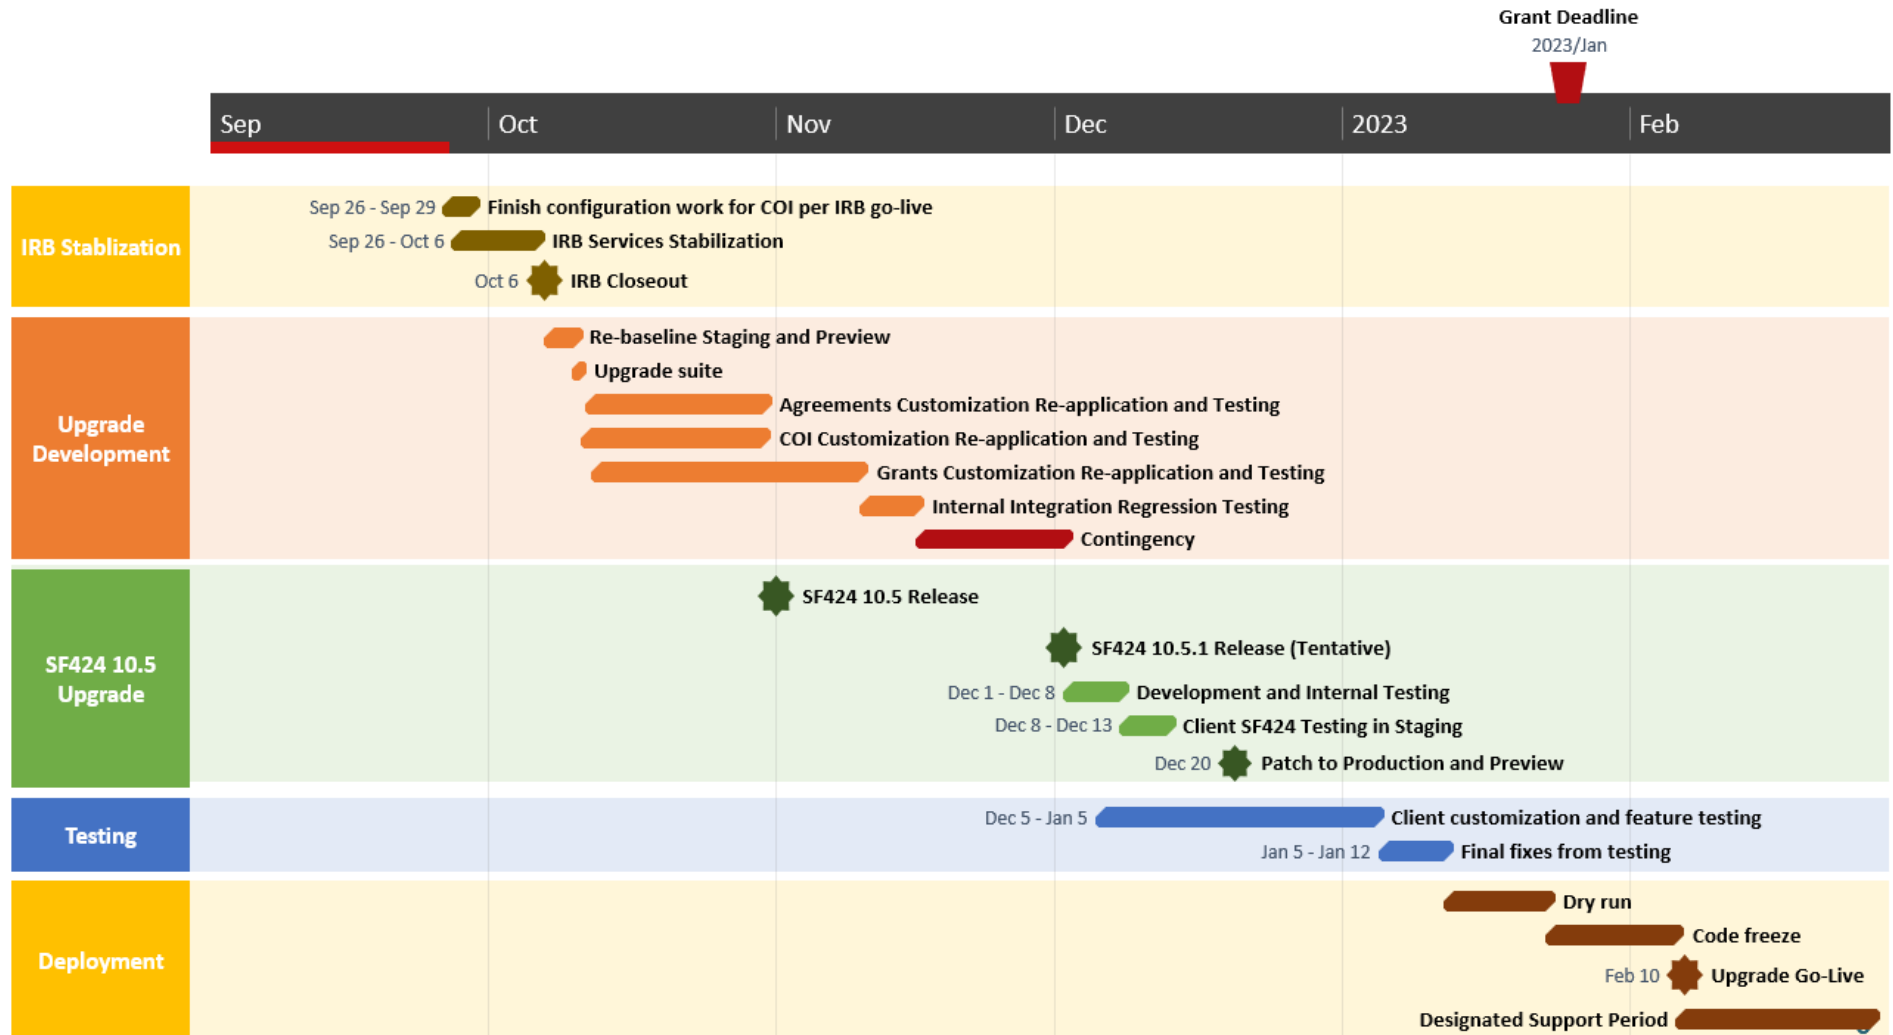 Grant Deadline
2023/Jan
Sep Oct Nov Dec 2023 Feb
IRB Stablization
Sep 26 - Sep 29 Finish configuration work for COI per IRB go-live
Sep 26 - Oct 6 IRB Services Stabilization
Oct 6 IRB Closeout
Upgrade
Development
Re-baseline Staging and Preview
Upgrade suite
Agreements Customization Re-application and Testing
COI Customization Re-application and Testing
Grants Customization Re-application and Testing
Internal Integration Regression Testing
Contingency
SF424 10.5
Upgrade
SF424 10.5 Release
SF424 10.5.1 Release (Tentative)
Dec 1 - Dec 8 Development and Internal Testing
Dec 8 - Dec 13 Client SF424 Testing in Staging
Dec 20 Patch to Production and Preview
Testing
Dec 5 - Jan 5 Client customization and feature testing
Jan 5 - Jan 12 Final fixes from testing
Deployment
Dry run
Code freeze
Feb 10 Upgrade Go-Live
Designated Support Period